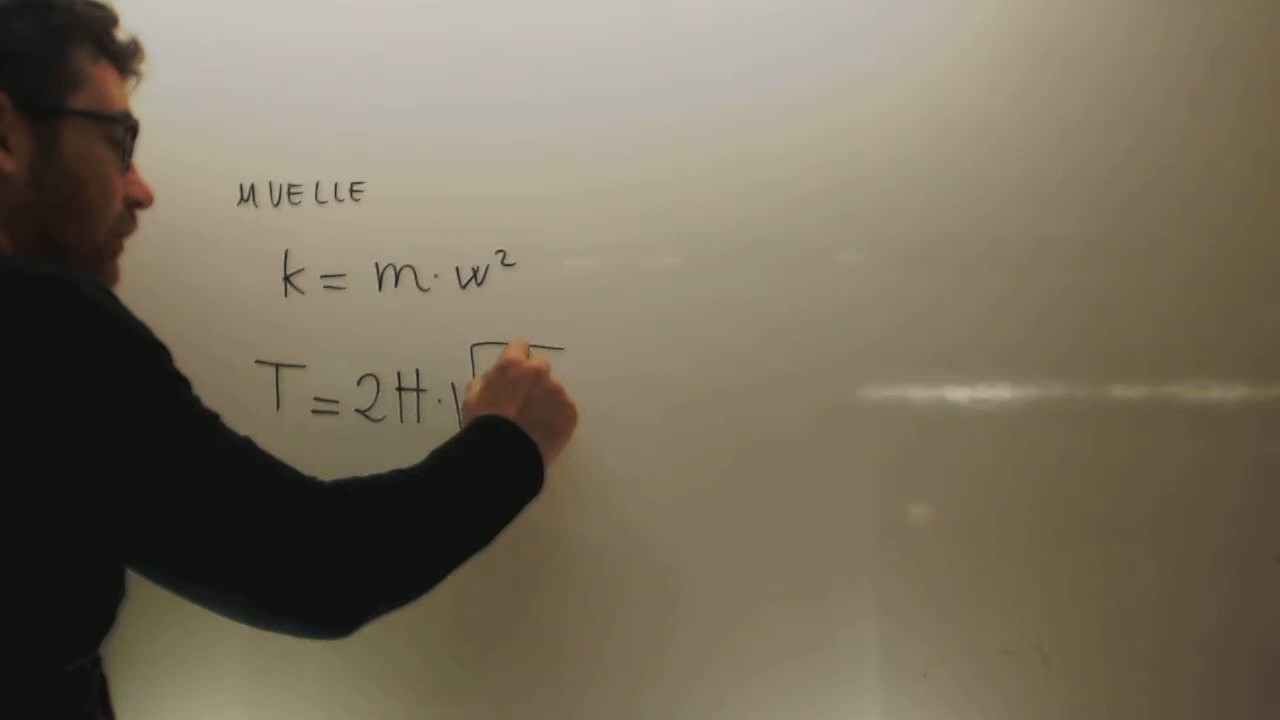 MUELLE
k = m · w²
T = 2π · √